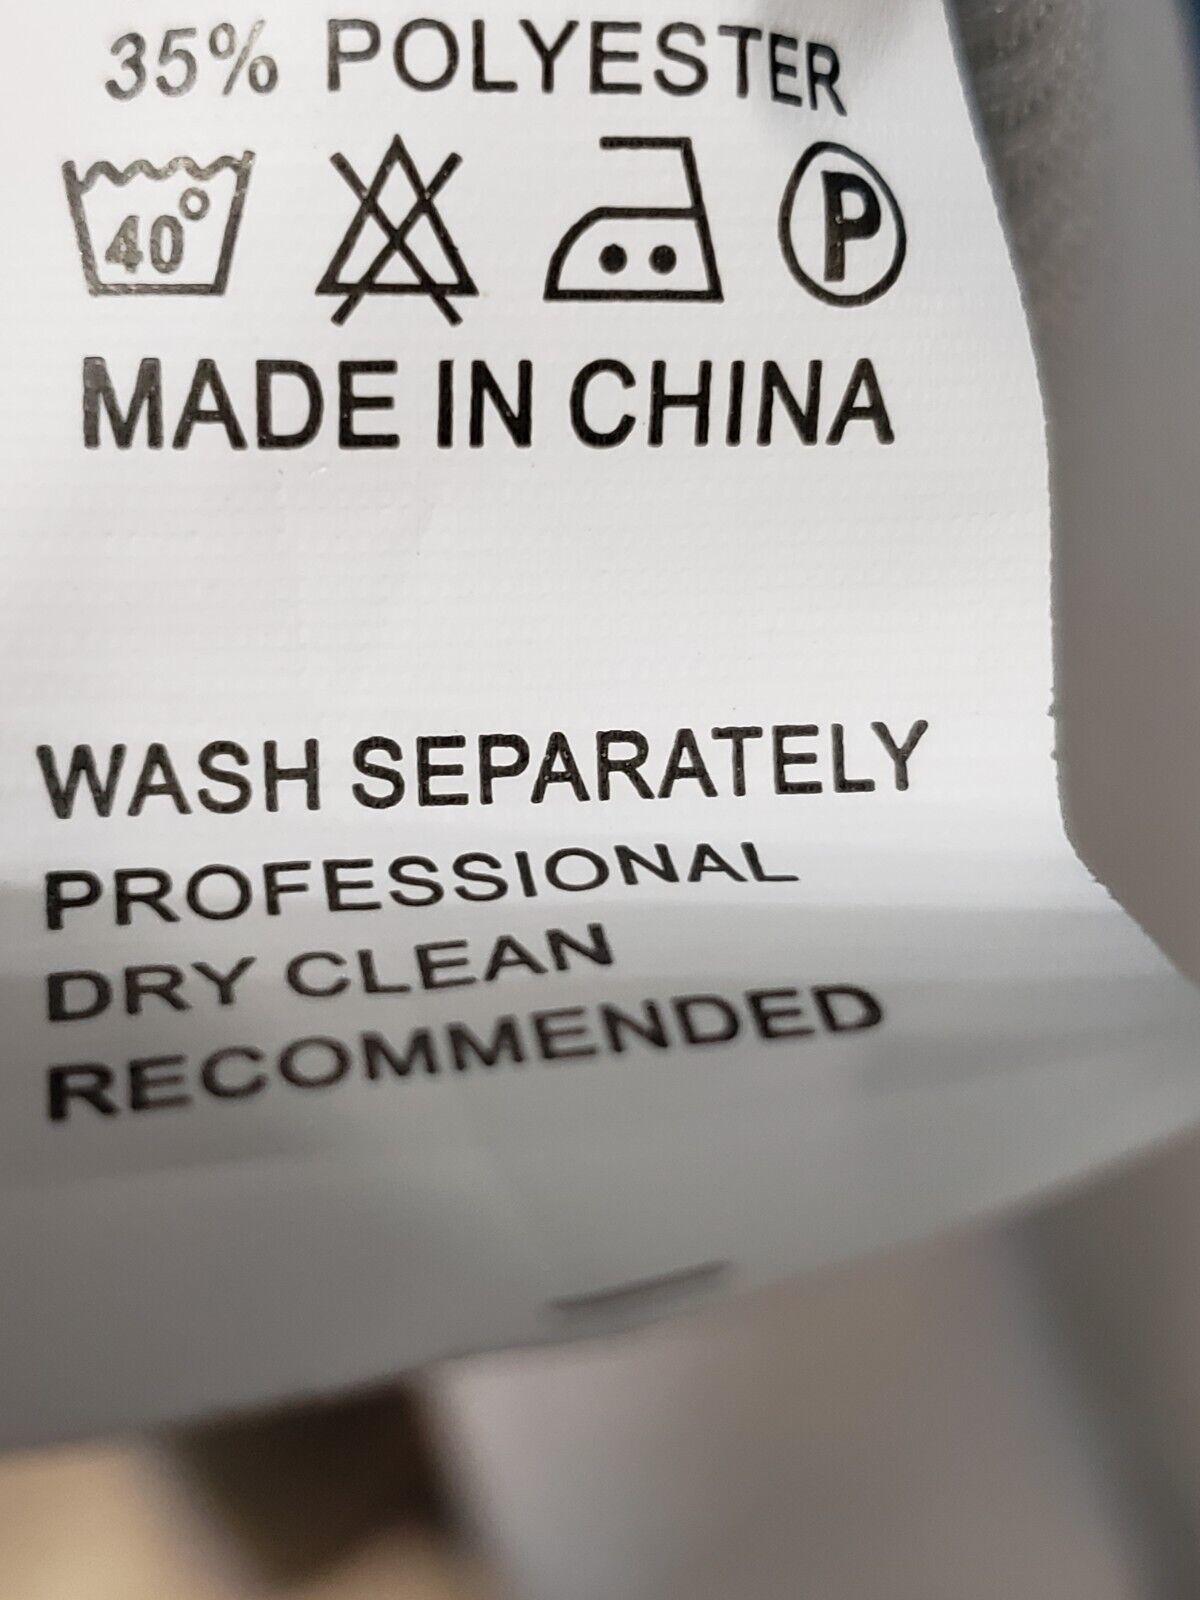 35% POLYESTER
40° P
MADE IN CHINA
WASH SEPARATELY
PROFESSIONAL
DRY CLEAN
RECOMMENDED